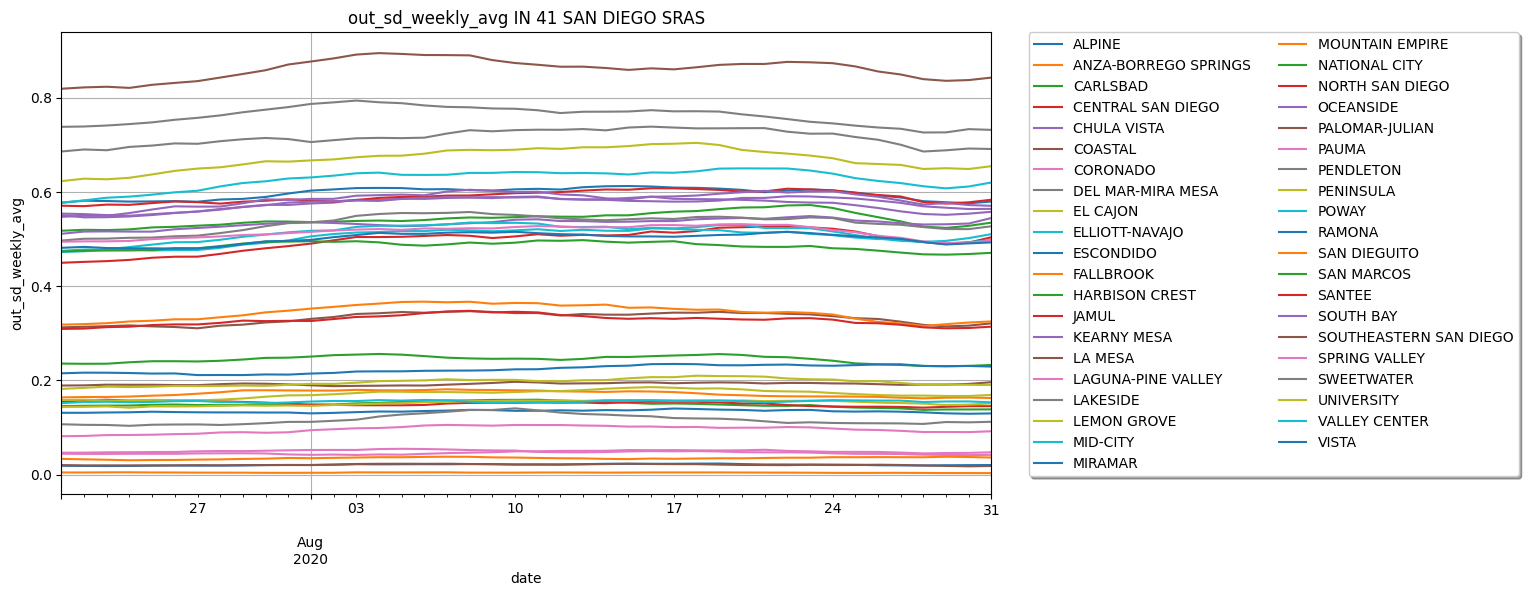 out_sd_weekly_avg IN 41 SAN DIEGO SRAS
out_sd_weekly_avg
0.8
0.6
0.4
0.2
0.0
27
03
10
17
24
31
Aug
2020
date
ALPINE
ANZA-BORREGO SPRINGS
CARLSBAD
CENTRAL SAN DIEGO
CHULA VISTA
COASTAL
CORONADO
DEL MAR-MIRA MESA
EL CAJON
ELLIOTT-NAVAJO
ESCONDIDO
FALLBROOK
HARBISON CREST
JAMUL
KEARNY MESA
LA MESA
LAGUNA-PINE VALLEY
LAKESIDE
LEMON GROVE
MID-CITY
MIRAMAR
MOUNTAIN EMPIRE
NATIONAL CITY
NORTH SAN DIEGO
OCEANSIDE
PALOMAR-JULIAN
PAUMA
PENDLETON
PENINSULA
POWAY
RAMONA
SAN DIEGUITO
SAN MARCOS
SANTEE
SOUTH BAY
SOUTHEASTERN SAN DIEGO
SPRING VALLEY
SWEETWATER
UNIVERSITY
VALLEY CENTER
VISTA